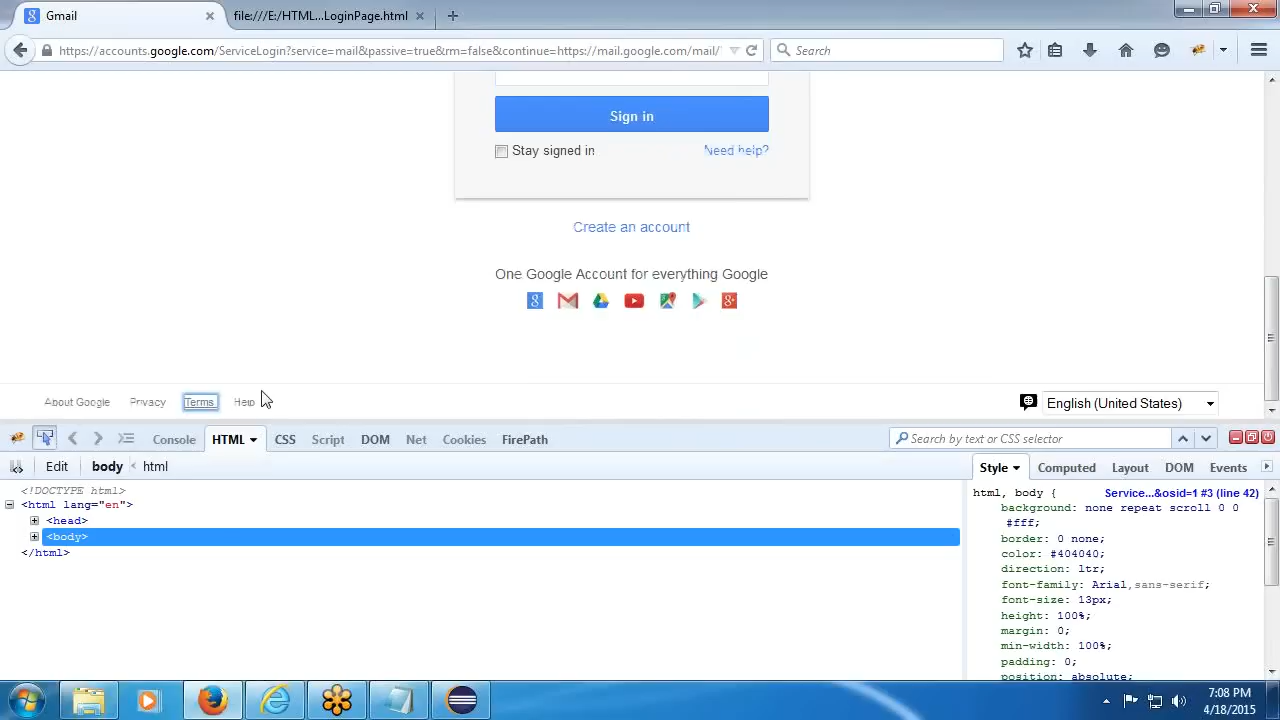 Gmail
file:///E:/HTML...LoginPage.html
https://accounts.google.com/ServiceLogin?service=mail&passive=true&rm=false&continue=https://mail.google.com/mail/
Search
Sign in
Stay signed in
Need help?
Create an account
One Google Account for everything Google
About Google
Privacy
Terms
Help
English (United States)
Console
HTML
CSS
Script
DOM
Net
Cookies
FirePath
Search by text or CSS selector
Edit
body < html
Style
Computed
Layout
DOM
Events
<!DOCTYPE html>
<html lang="en">
<head>
<body>
</html>
html, body {
Service...&osid=1 #3 (line 42)
background: none repeat scroll 0 0
#fff;
border: 0 none;
color: #404040;
direction: ltr;
font-family: Arial,sans-serif;
font-size: 13px;
height: 100%;
margin: 0;
min-width: 100%;
padding: 0;
position: absolute;
7:08 PM
4/18/2015